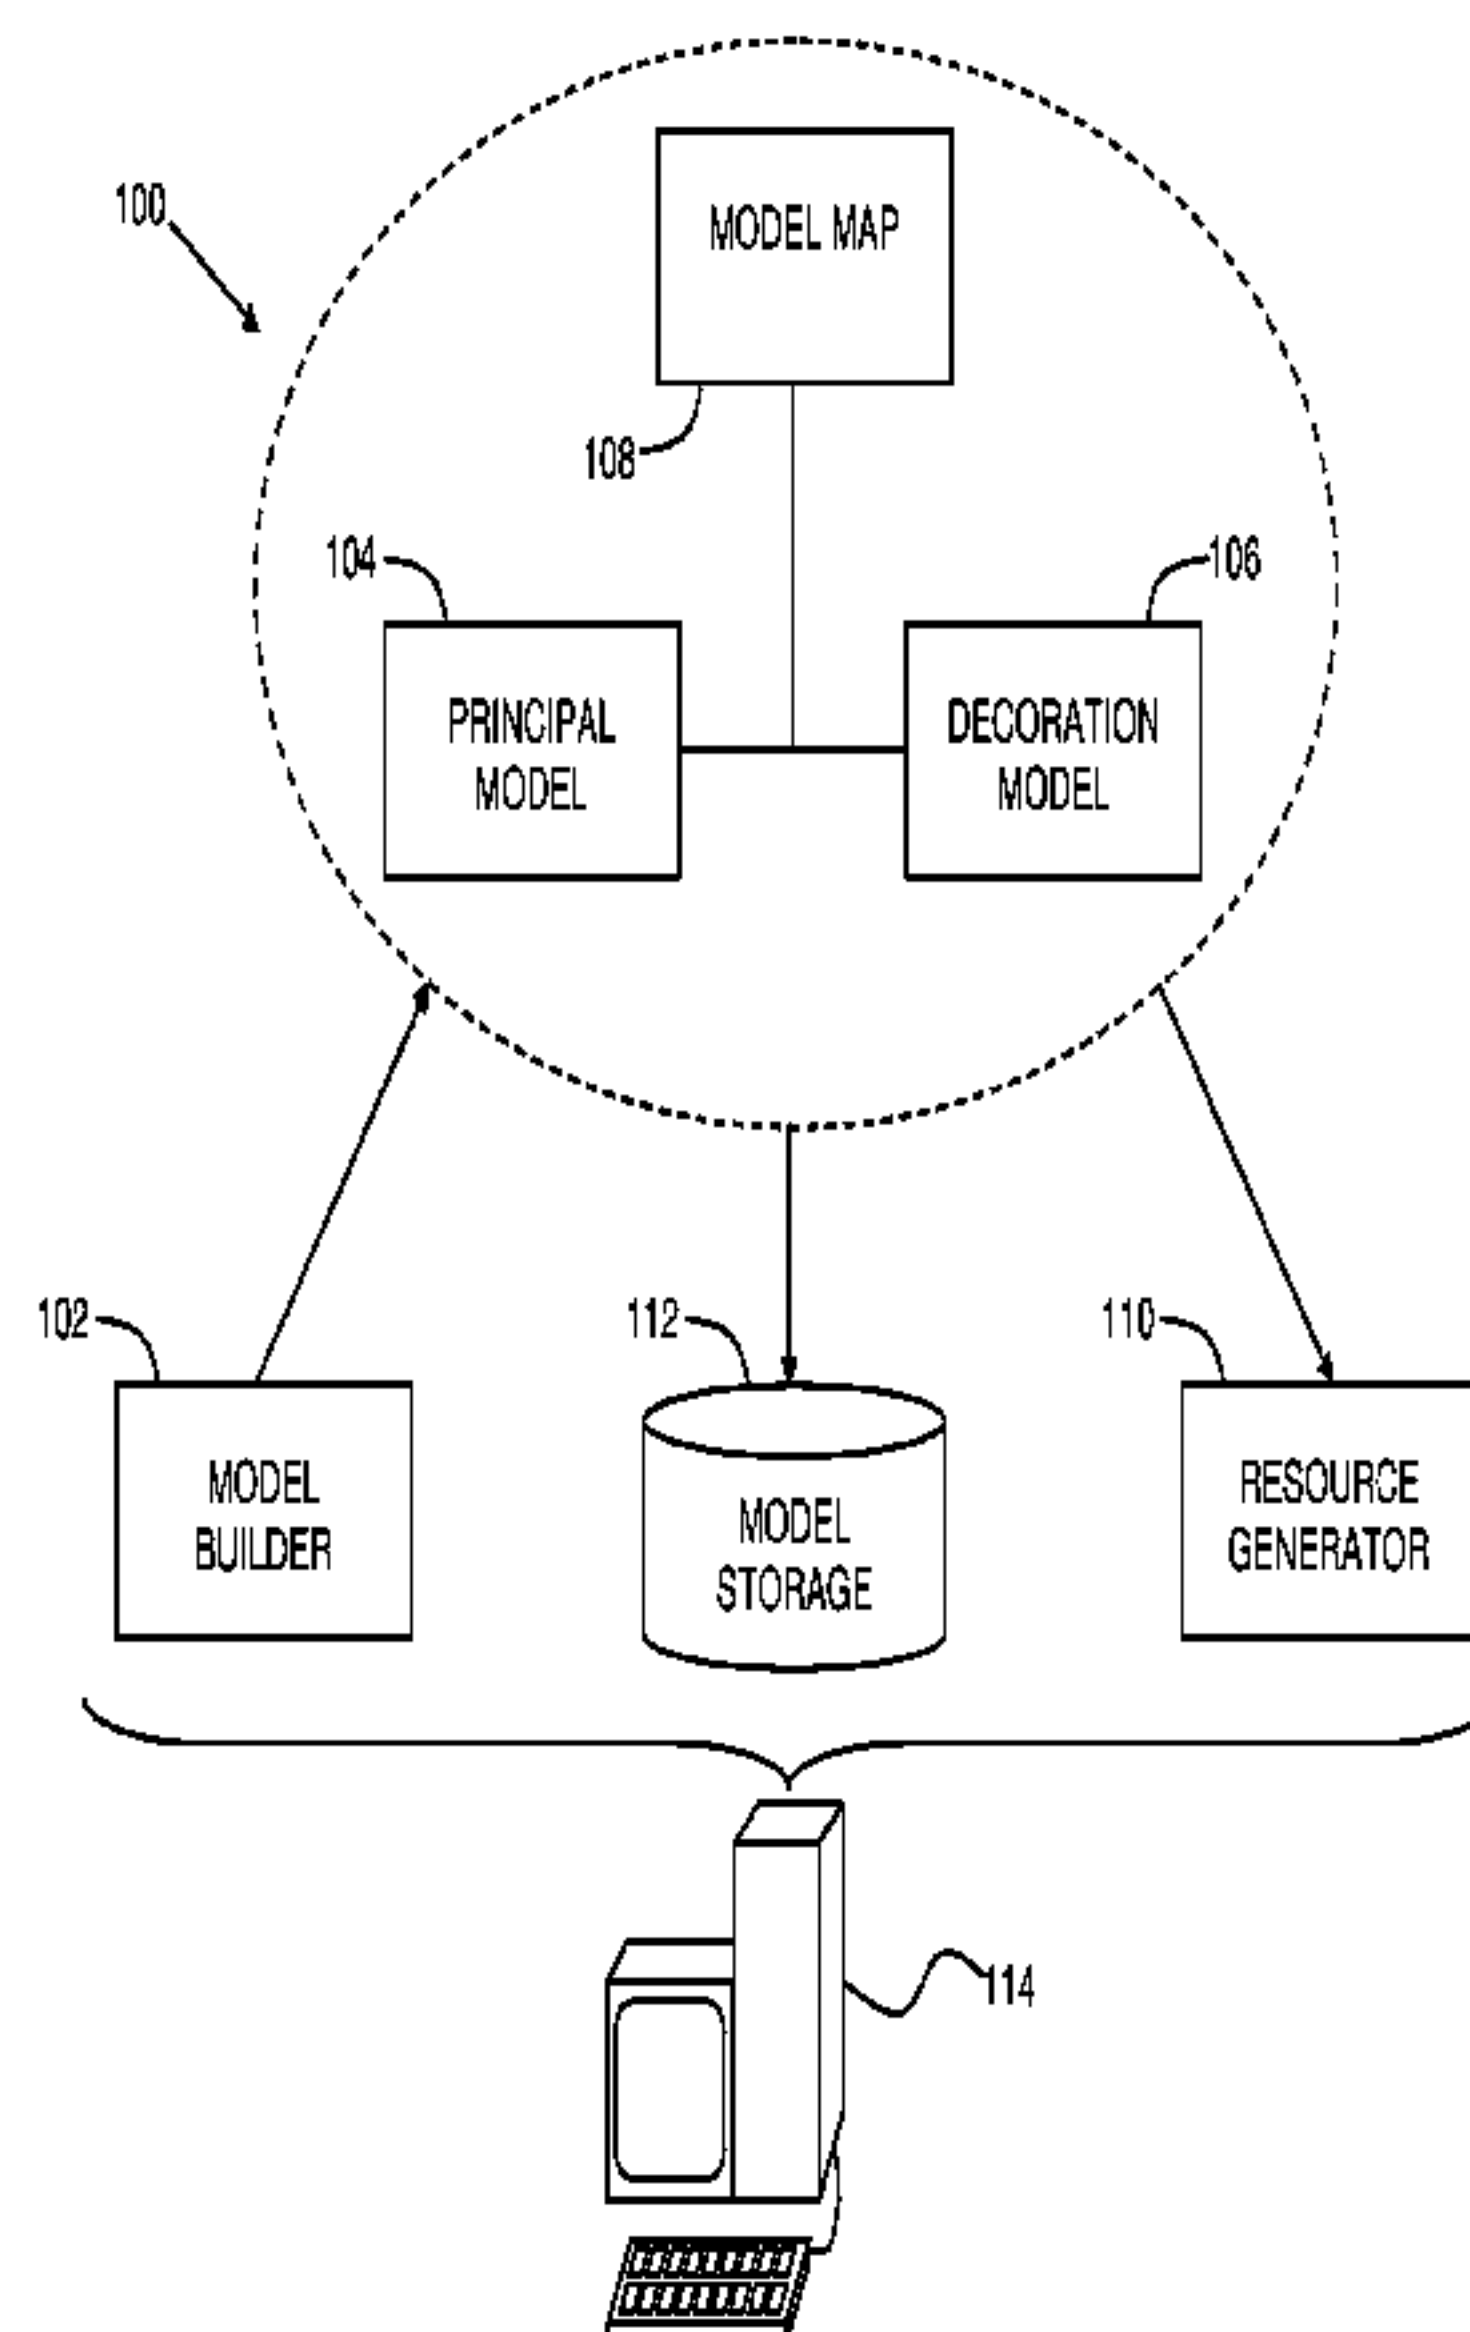 100
MODEL MAP
108
104
106
PRINCIPAL
MODEL
DECORATION
MODEL
102
112
110
MODEL
BUILDER
MODEL
STORAGE
RESOURCE
GENERATOR
114